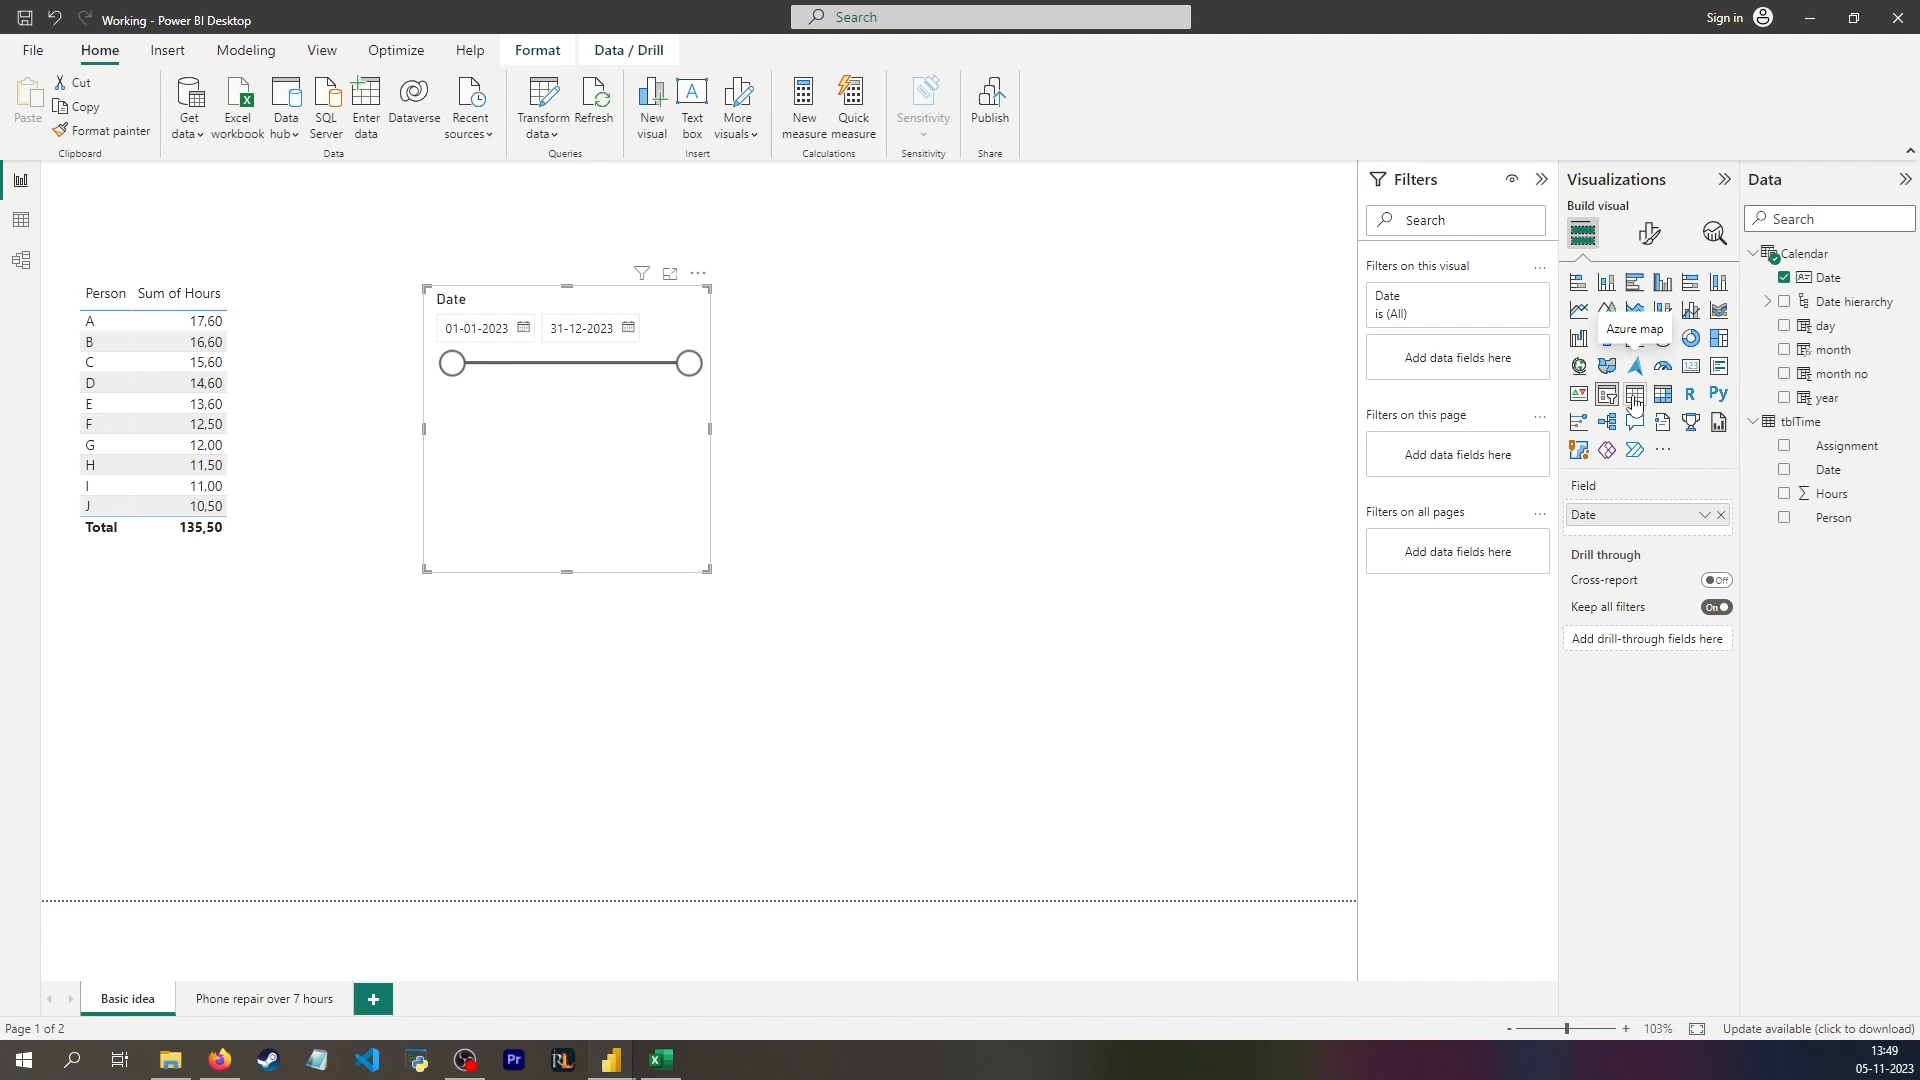 Working - Power BI Desktop
Search
Sign in
File
Home
Insert
Modeling
View
Optimize
Help
Format
Data / Drill
Paste
Cut
Copy
Format painter
Clipboard
Get data
Excel workbook
Data hub
SQL Server
Enter data
Dataverse
Recent sources
Data
Transform data
Refresh
Queries
New visual
Text box
More visuals
Insert
New measure
Quick measure
Calculations
Sensitivity
Sensitivity
Publish
Share
Person Sum of Hours
A 17,60
B 16,60
C 15,60
D 14,60
E 13,60
F 12,50
G 12,00
H 11,50
I 11,00
J 10,50
Total 135,50
Date
01-01-2023
31-12-2023
Filters
Search
Filters on this visual
Date
is (All)
Add data fields here
Filters on this page
Add data fields here
Filters on all pages
Add data fields here
Visualizations
Build visual
Azure map
123
R
Py
Field
Date
Drill through
Cross-report
Off
Keep all filters
On
Add drill-through fields here
Data
Search
Calendar
Date
Date hierarchy
day
month
month no
year
tblTime
Assignment
Date
Hours
Person
Basic idea
Phone repair over 7 hours
Page 1 of 2
103%
Update available (click to download)
Pr
RL
13:49
05-11-2023